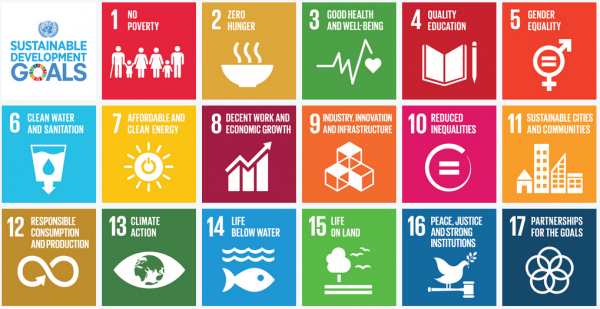 SUSTAINABLE
DEVELOPMENT
GOALS
1 NO
POVERTY
2 ZERO
HUNGER
3 GOOD HEALTH
AND WELL-BEING
4 QUALITY
EDUCATION
5 GENDER
EQUALITY
6 CLEAN WATER
AND SANITATION
7 AFFORDABLE AND
CLEAN ENERGY
8 DECENT WORK AND
ECONOMIC GROWTH
9 INDUSTRY, INNOVATION
AND INFRASTRUCTURE
10 REDUCED
INEQUALITIES
11 SUSTAINABLE CITIES
AND COMMUNITIES
12 RESPONSIBLE
CONSUMPTION
AND PRODUCTION
13 CLIMATE
ACTION
14 LIFE
BELOW WATER
15 LIFE
ON LAND
16 PEACE, JUSTICE
AND STRONG
INSTITUTIONS
17 PARTNERSHIPS
FOR THE GOALS